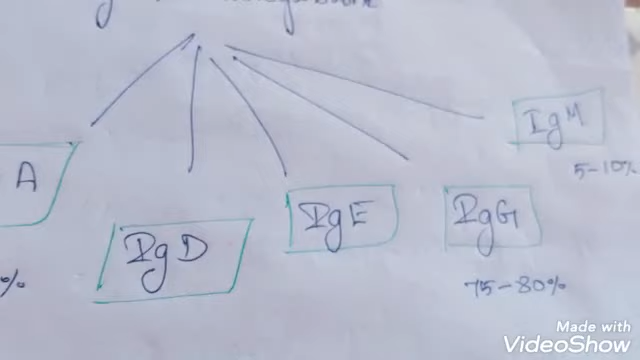 IgM
5-10%
A
IgE
IgG
IgD
%
75-80%
Made with
VideoShow